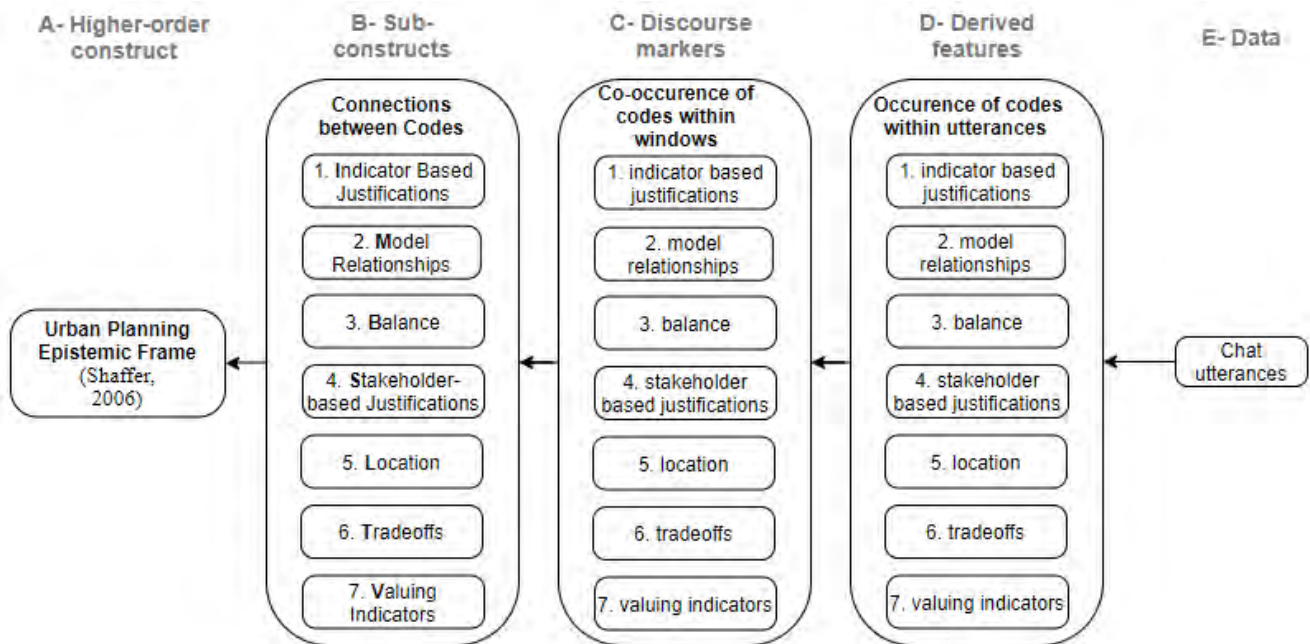 A- Higher-order
construct
B- Sub-
constructs
C- Discourse
markers
D- Derived
features
E- Data
Urban Planning
Epistemic Frame
(Shaffer,
2006)
Connections
between Codes
1. Indicator Based
Justifications
2. Model
Relationships
3. Balance
4. Stakeholder-
based Justifications
5. Location
6. Tradeoffs
7. Valuing
Indicators
Co-occurence of
codes within
windows
1. indicator based
justifications
2. model
relationships
3. balance
4. stakeholder
based justifications
5. location
6. tradeoffs
7. valuing indicators
Occurence of codes
within utterances
1. indicator based
justifications
2. model
relationships
3. balance
4. stakeholder
based justifications
5. location
6. tradeoffs
7. valuing indicators
Chat
utterances